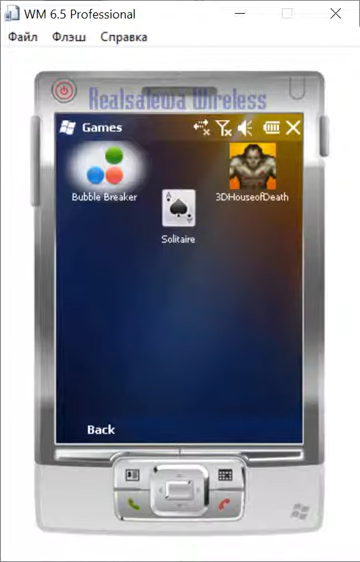 WM 6.5 Professional
Файл Флэш Справка
Realsalewa Wireless
Games
Bubble Breaker
3DHouseofDeath
Solitaire
Back